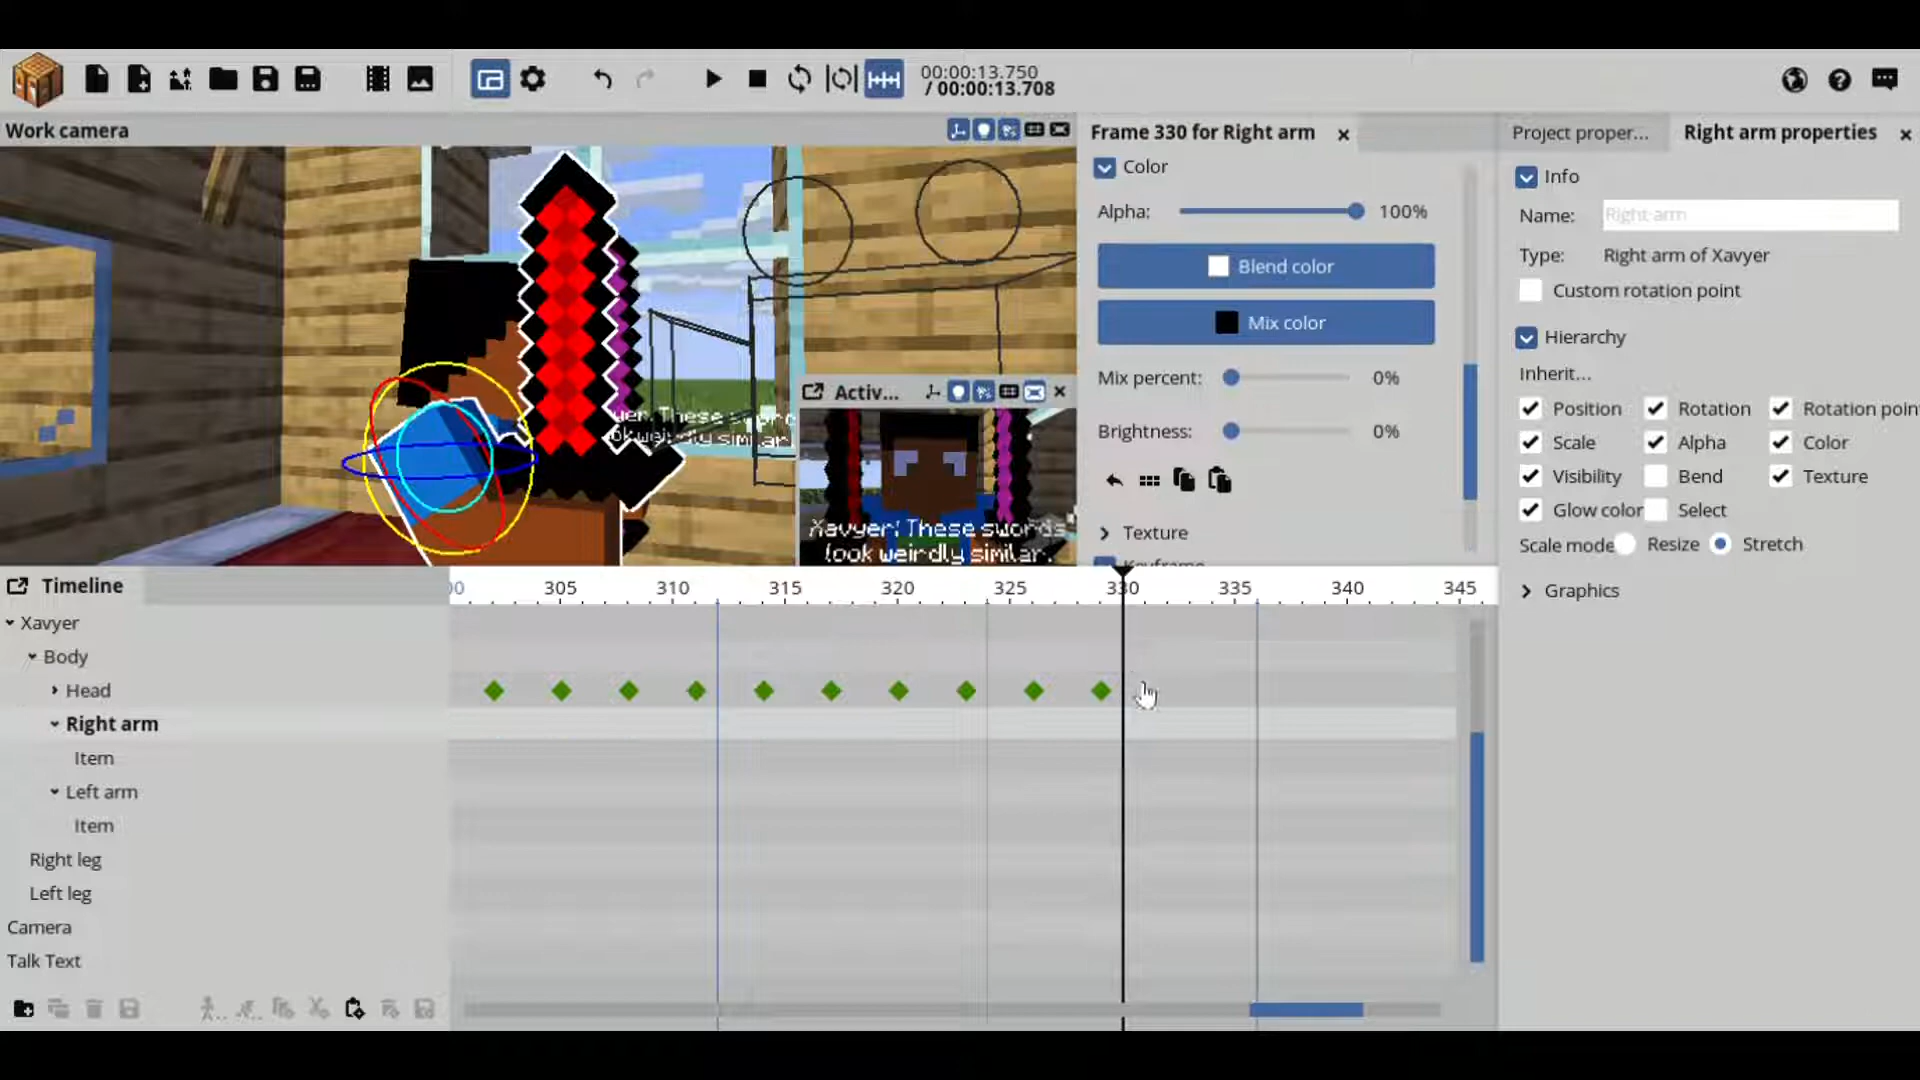 00:00:13.750
/ 00:00:13.708
Work camera
Frame 330 for Right arm
Project proper...
Right arm properties
Color
Alpha:
100%
Blend color
Mix color
Mix percent:
0%
Brightness:
0%
Texture
Keyframe
Info
Name:
Right arm
Type:
Right arm of Xavyer
Custom rotation point
Hierarchy
Inherit...
Position
Rotation
Rotation poin
Scale
Alpha
Color
Visibility
Bend
Texture
Glow color
Select
Scale mode
Resize
Stretch
Graphics
Activ...
Xavyer: These swords
look weirdly similar.
Timeline
00
305
310
315
320
325
330
335
340
345
Xavyer
Body
Head
Right arm
Item
Left arm
Item
Right leg
Left leg
Camera
Talk Text